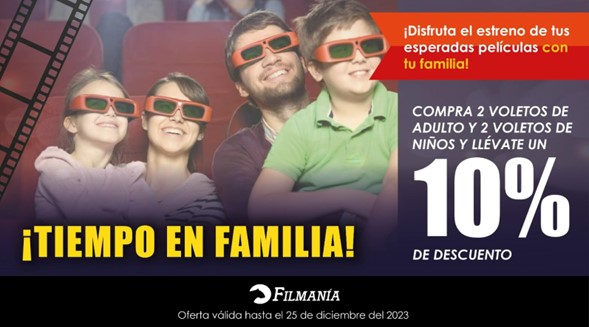 ¡Disfruta el estreno de tus
esperadas películas con
tu familia!
COMPRA 2 VOLETOS DE
ADULTO Y 2 VOLETOS DE
NIÑOS Y LLÉVATE UN
10%
DE DESCUENTO
¡TIEMPO EN FAMILIA!
FILMANÍA
Oferta válida hasta el 25 de diciembre del 2023